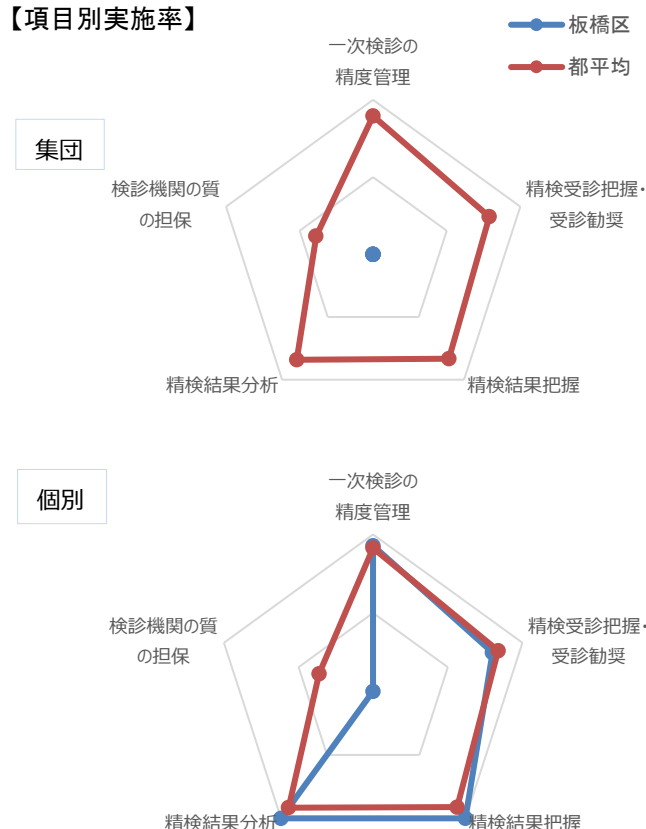 【項目別実施率】
板橋区
都平均
集団
一次検診の
精度管理
精検受診把握・
受診勧奨
精検結果把握
精検結果分析
検診機関の質
の担保
個別
一次検診の
精度管理
精検受診把握・
受診勧奨
精検結果把握
精検結果分析
検診機関の質
の担保